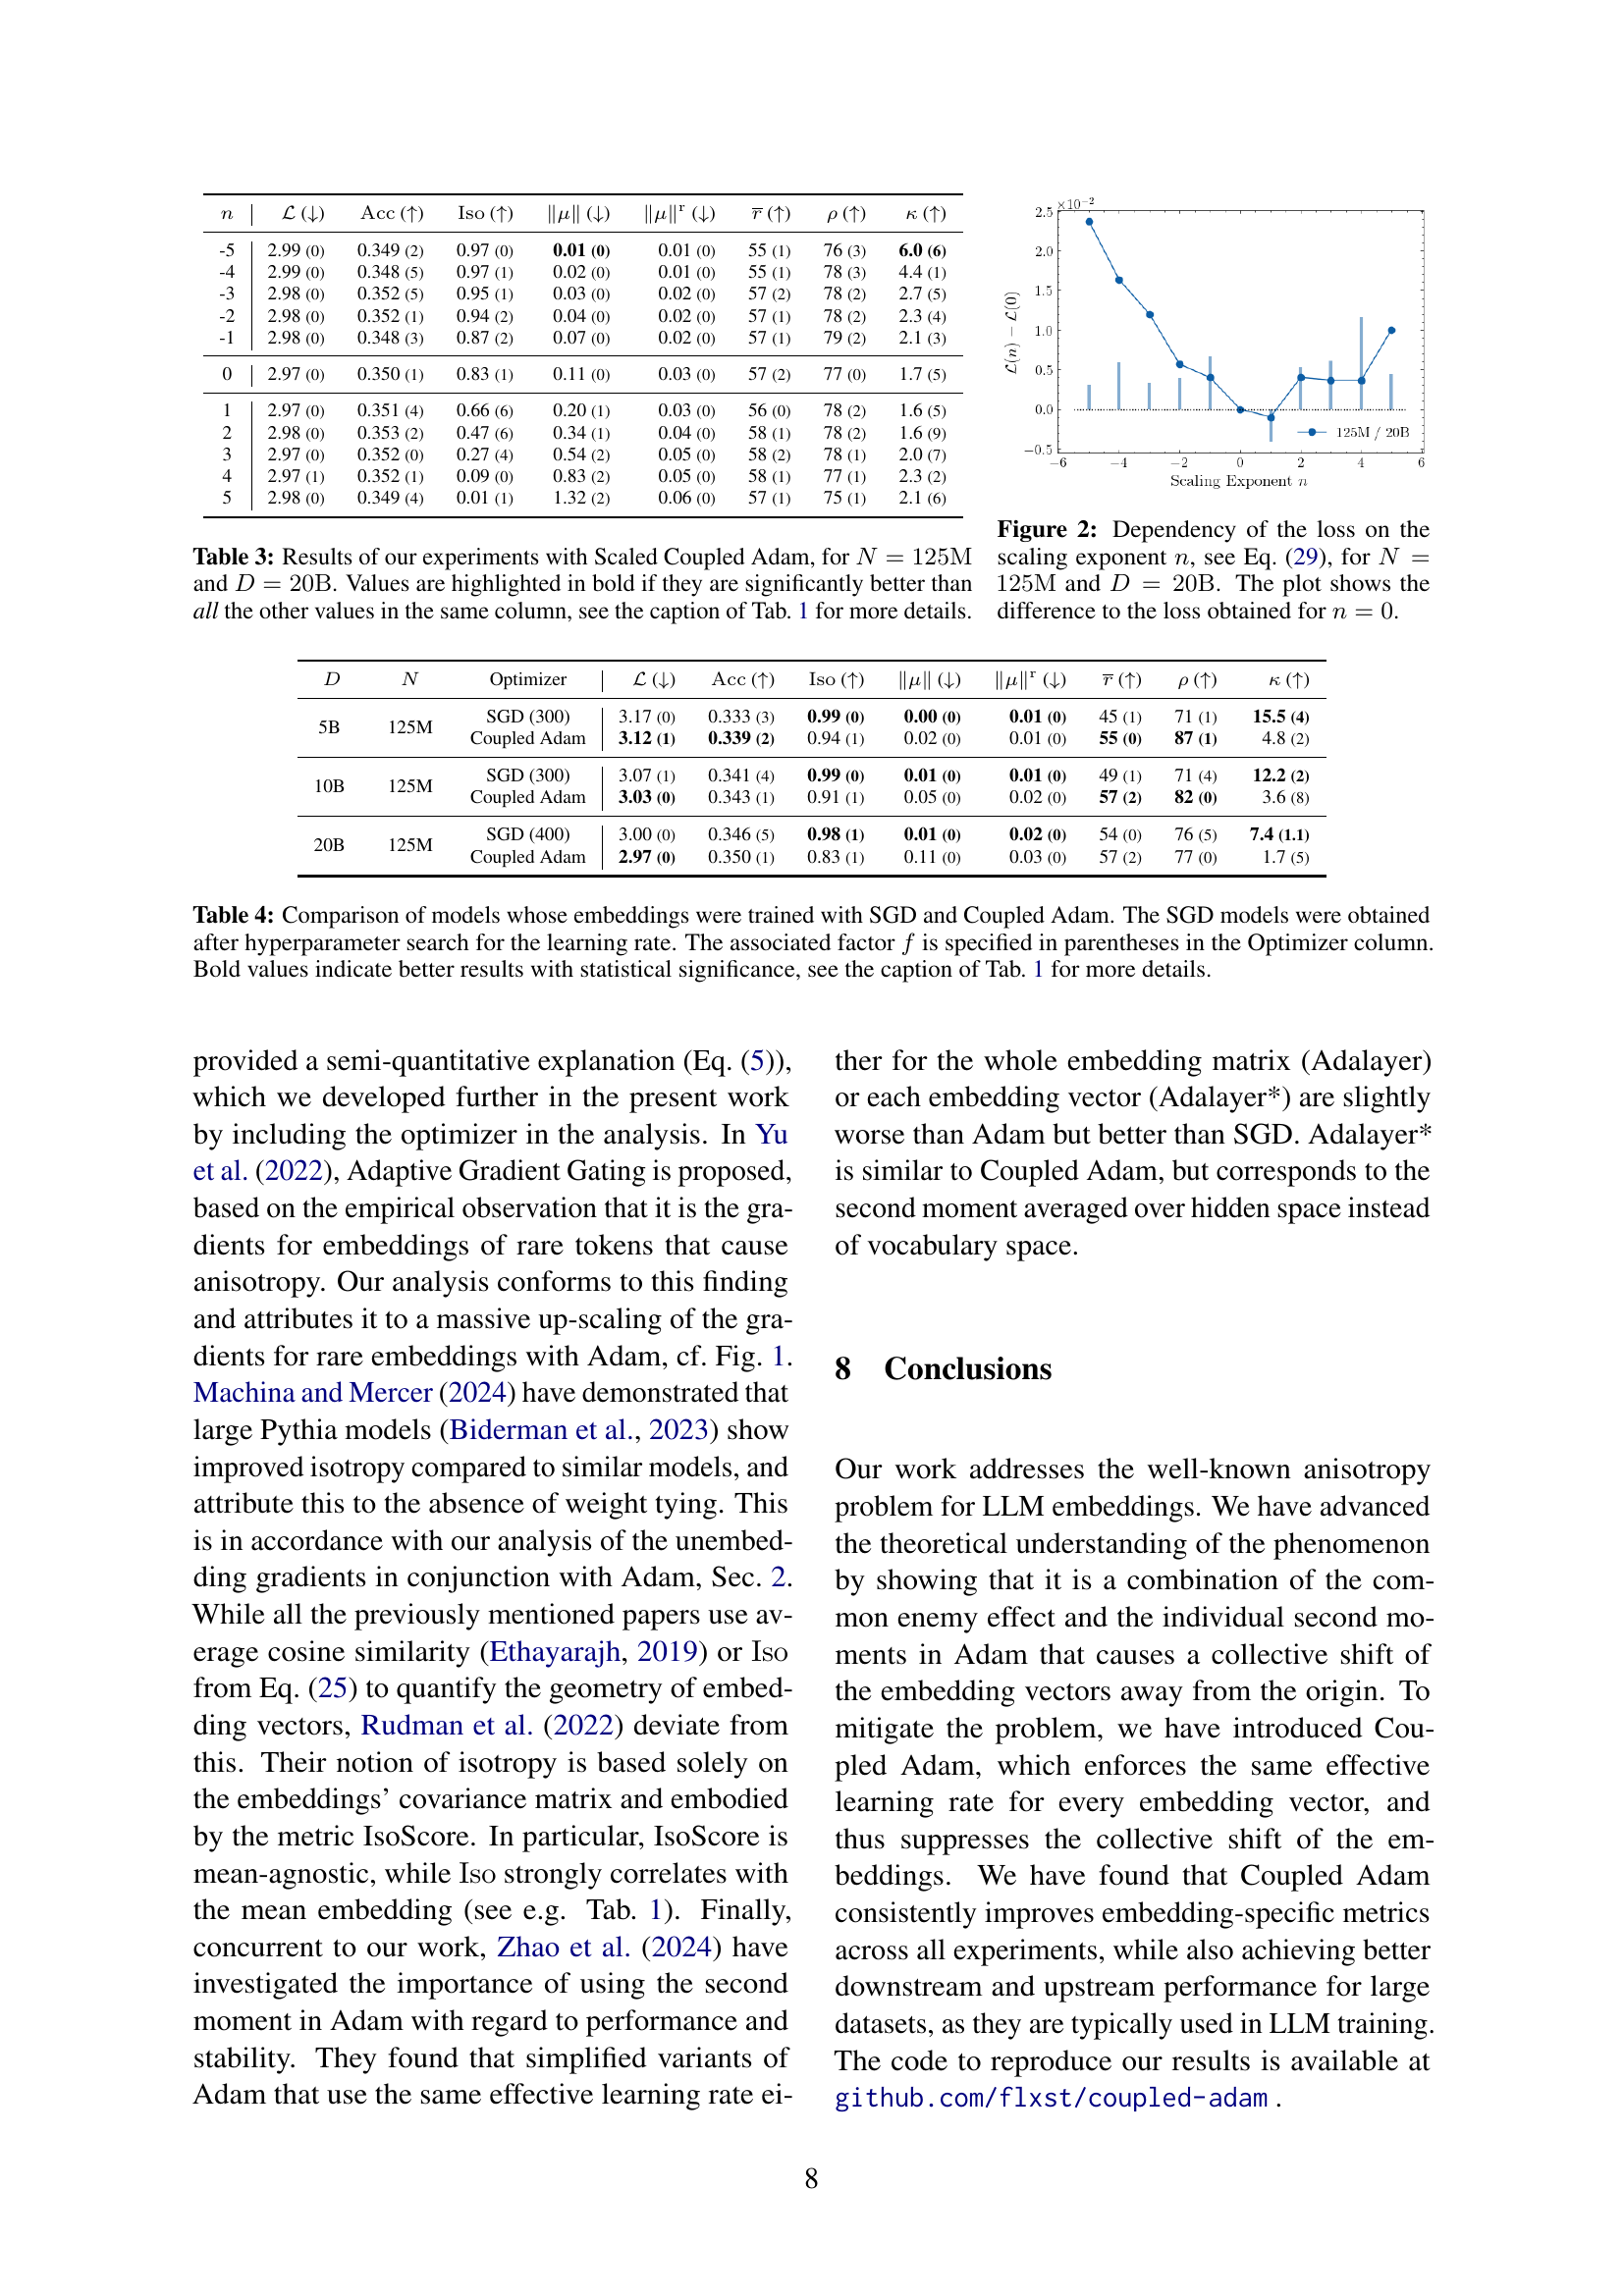 n | ℒ (↓) Acc (↑) Iso (↑) ‖μ‖ (↓) ‖μ‖ʳ (↓) r̅ (↑) ρ (↑) κ (↑)
-5 | 2.99 (0) 0.349 (2) 0.97 (0) 0.01 (0) 0.01 (0) 55 (1) 76 (3) 6.0 (6)
-4 | 2.99 (0) 0.348 (5) 0.97 (1) 0.02 (0) 0.01 (0) 55 (1) 78 (3) 4.4 (1)
-3 | 2.98 (0) 0.352 (5) 0.95 (1) 0.03 (0) 0.02 (0) 57 (2) 78 (2) 2.7 (5)
-2 | 2.98 (0) 0.352 (1) 0.94 (2) 0.04 (0) 0.02 (0) 57 (1) 78 (2) 2.3 (4)
-1 | 2.98 (0) 0.348 (3) 0.87 (2) 0.07 (0) 0.02 (0) 57 (1) 79 (2) 2.1 (3)
0 | 2.97 (0) 0.350 (1) 0.83 (1) 0.11 (0) 0.03 (0) 57 (2) 77 (0) 1.7 (5)
1 | 2.97 (0) 0.351 (4) 0.66 (6) 0.20 (1) 0.03 (0) 56 (0) 78 (2) 1.6 (5)
2 | 2.98 (0) 0.353 (2) 0.47 (6) 0.34 (1) 0.04 (0) 58 (1) 78 (2) 1.6 (9)
3 | 2.97 (0) 0.352 (0) 0.27 (4) 0.54 (2) 0.05 (0) 58 (2) 78 (1) 2.0 (7)
4 | 2.97 (1) 0.352 (1) 0.09 (0) 0.83 (2) 0.05 (0) 58 (1) 77 (1) 2.3 (2)
5 | 2.98 (0) 0.349 (4) 0.01 (1) 1.32 (2) 0.06 (0) 57 (1) 75 (1) 2.1 (6)
Table 3: Results of our experiments with Scaled Coupled Adam, for N = 125M
and D = 20B. Values are highlighted in bold if they are significantly better than
all the other values in the same column, see the caption of Tab. 1 for more details.
×10⁻²
2.5
2.0
1.5
1.0
0.5
0.0
−0.5
ℒ(n) − ℒ(0)
125M / 20B
−6 −4 −2 0 2 4 6
Scaling Exponent n
Figure 2: Dependency of the loss on the
scaling exponent n, see Eq. (29), for N =
125M and D = 20B. The plot shows the
difference to the loss obtained for n = 0.
D N Optimizer | ℒ (↓) Acc (↑) Iso (↑) ‖μ‖ (↓) ‖μ‖ʳ (↓) r̅ (↑) ρ (↑) κ (↑)
5B 125M SGD (300) | 3.17 (0) 0.333 (3) 0.99 (0) 0.00 (0) 0.01 (0) 45 (1) 71 (1) 15.5 (4)
Coupled Adam | 3.12 (1) 0.339 (2) 0.94 (1) 0.02 (0) 0.01 (0) 55 (0) 87 (1) 4.8 (2)
10B 125M SGD (300) | 3.07 (1) 0.341 (4) 0.99 (0) 0.01 (0) 0.01 (0) 49 (1) 71 (4) 12.2 (2)
Coupled Adam | 3.03 (0) 0.343 (1) 0.91 (1) 0.05 (0) 0.02 (0) 57 (2) 82 (0) 3.6 (8)
20B 125M SGD (400) | 3.00 (0) 0.346 (5) 0.98 (1) 0.01 (0) 0.02 (0) 54 (0) 76 (5) 7.4 (1.1)
Coupled Adam | 2.97 (0) 0.350 (1) 0.83 (1) 0.11 (0) 0.03 (0) 57 (2) 77 (0) 1.7 (5)
Table 4: Comparison of models whose embeddings were trained with SGD and Coupled Adam. The SGD models were obtained
after hyperparameter search for the learning rate. The associated factor f is specified in parentheses in the Optimizer column.
Bold values indicate better results with statistical significance, see the caption of Tab. 1 for more details.
provided a semi-quantitative explanation (Eq. (5)),
which we developed further in the present work
by including the optimizer in the analysis. In Yu
et al. (2022), Adaptive Gradient Gating is proposed,
based on the empirical observation that it is the gra-
dients for embeddings of rare tokens that cause
anisotropy. Our analysis conforms to this finding
and attributes it to a massive up-scaling of the gra-
dients for rare embeddings with Adam, cf. Fig. 1.
Machina and Mercer (2024) have demonstrated that
large Pythia models (Biderman et al., 2023) show
improved isotropy compared to similar models, and
attribute this to the absence of weight tying. This
is in accordance with our analysis of the unembed-
ding gradients in conjunction with Adam, Sec. 2.
While all the previously mentioned papers use av-
erage cosine similarity (Ethayarajh, 2019) or Iso
from Eq. (25) to quantify the geometry of embed-
ding vectors, Rudman et al. (2022) deviate from
this. Their notion of isotropy is based solely on
the embeddings' covariance matrix and embodied
by the metric IsoScore. In particular, IsoScore is
mean-agnostic, while Iso strongly correlates with
the mean embedding (see e.g. Tab. 1). Finally,
concurrent to our work, Zhao et al. (2024) have
investigated the importance of using the second
moment in Adam with regard to performance and
stability. They found that simplified variants of
Adam that use the same effective learning rate ei-
ther for the whole embedding matrix (Adalayer)
or each embedding vector (Adalayer*) are slightly
worse than Adam but better than SGD. Adalayer*
is similar to Coupled Adam, but corresponds to the
second moment averaged over hidden space instead
of vocabulary space.
8 Conclusions
Our work addresses the well-known anisotropy
problem for LLM embeddings. We have advanced
the theoretical understanding of the phenomenon
by showing that it is a combination of the com-
mon enemy effect and the individual second mo-
ments in Adam that causes a collective shift of
the embedding vectors away from the origin. To
mitigate the problem, we have introduced Cou-
pled Adam, which enforces the same effective
learning rate for every embedding vector, and
thus suppresses the collective shift of the em-
beddings. We have found that Coupled Adam
consistently improves embedding-specific metrics
across all experiments, while also achieving better
downstream and upstream performance for large
datasets, as they are typically used in LLM training.
The code to reproduce our results is available at
github.com/flxst/coupled-adam .
8